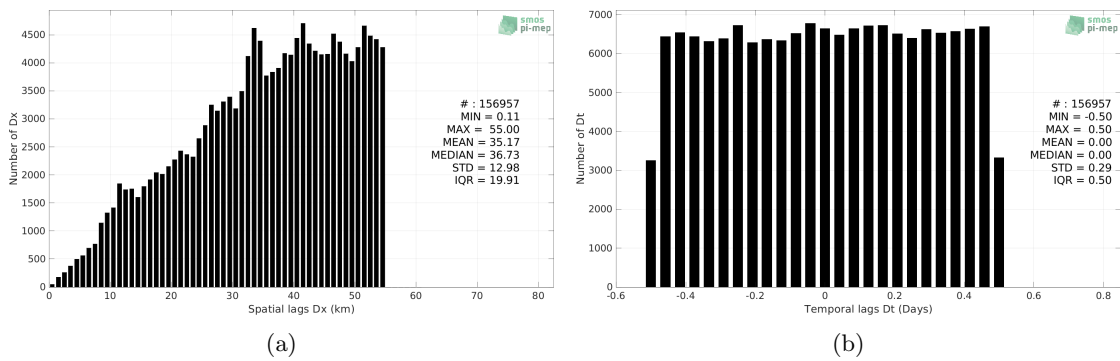 smos
pi-mep
4500
4000
3500
3000
2500
2000
1500
1000
500
0
Number of Dx
# : 156957
MIN = 0.11
MAX = 55.00
MEAN = 35.17
MEDIAN = 36.73
STD = 12.98
IQR = 19.91
0 10 20 30 40 50 60 70 80
Spatial lags Dx (km)
(a)
smos
pi-mep
7000
6000
5000
4000
3000
2000
1000
0
Number of Dt
# : 156957
MIN = -0.50
MAX = 0.50
MEAN = 0.00
MEDIAN = 0.00
STD = 0.29
IQR = 0.50
-0.6 -0.4 -0.2 0 0.2 0.4 0.6 0.8
Temporal lags Dt (Days)
(b)